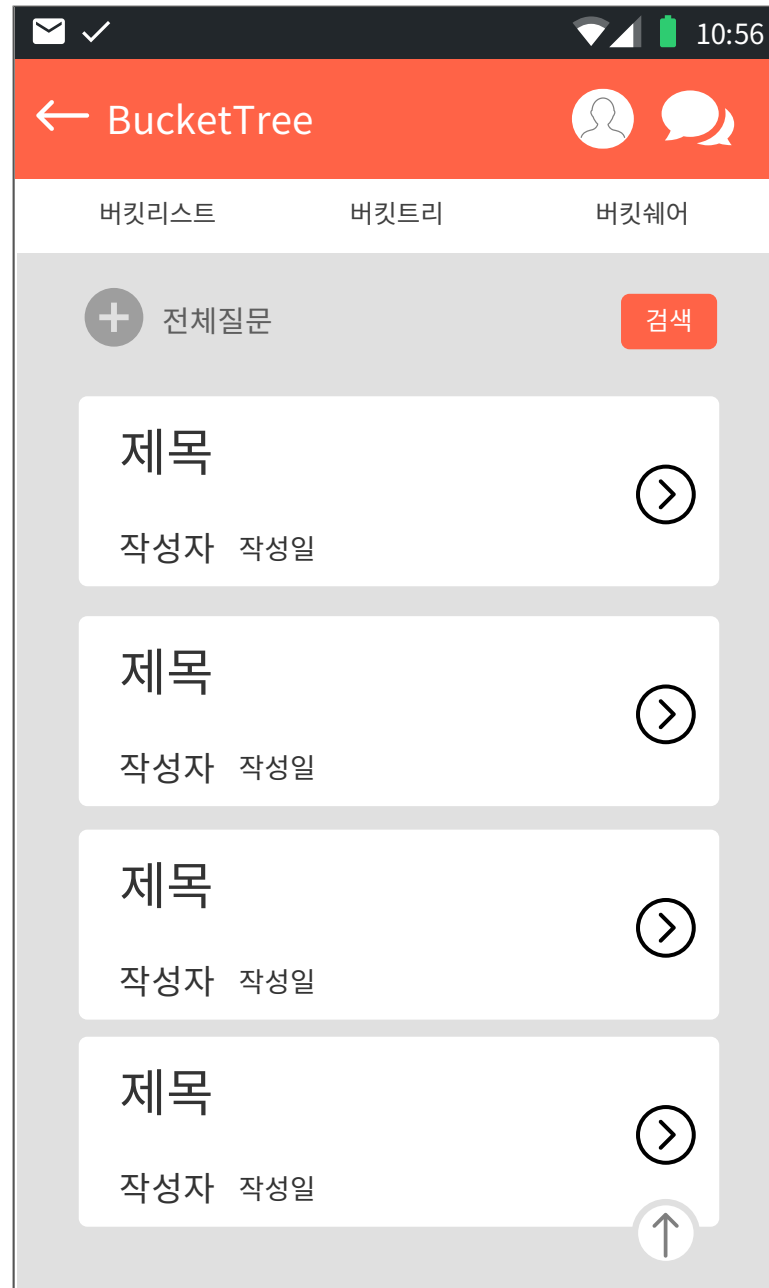 10:56
BucketTree
버킷리스트 버킷트리 버킷쉐어
전체질문 검색
제목
작성자 작성일
제목
작성자 작성일
제목
작성자 작성일
제목
작성자 작성일